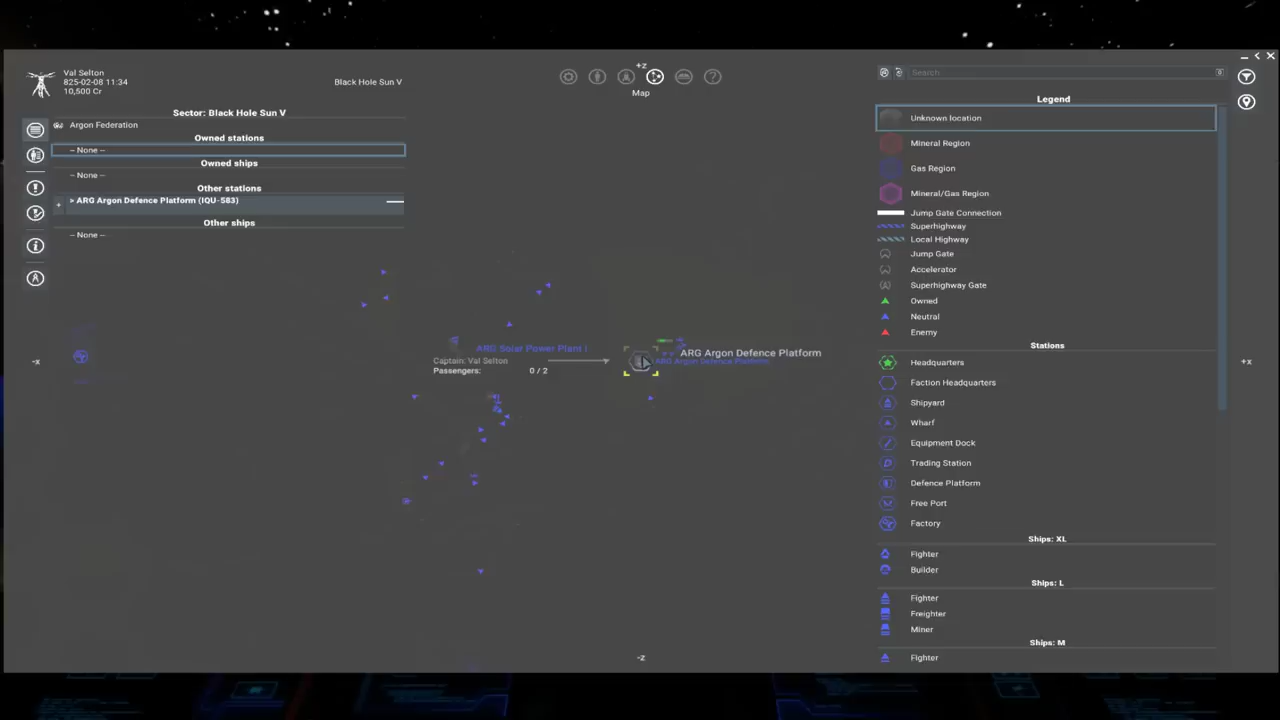 Val Selton
825-02-08 11:34
10,500 Cr
Black Hole Sun V
+z
Map
Search
Sector: Black Hole Sun V
Argon Federation
Owned stations
-- None --
Owned ships
-- None --
Other stations
+ > ARG Argon Defence Platform (IQU-583)
Other ships
-- None --
ARG Solar Power Plant I
ARG Argon Defence Platform
ARG Argon Defence Platform
Captain: Val Selton
Passengers: 0 / 2
-x
+x
-z
Legend
Unknown location
Mineral Region
Gas Region
Mineral/Gas Region
Jump Gate Connection
Superhighway
Local Highway
Jump Gate
Accelerator
Superhighway Gate
Owned
Neutral
Enemy
Stations
Headquarters
Faction Headquarters
Shipyard
Wharf
Equipment Dock
Trading Station
Defence Platform
Free Port
Factory
Ships: XL
Fighter
Builder
Ships: L
Fighter
Freighter
Miner
Ships: M
Fighter